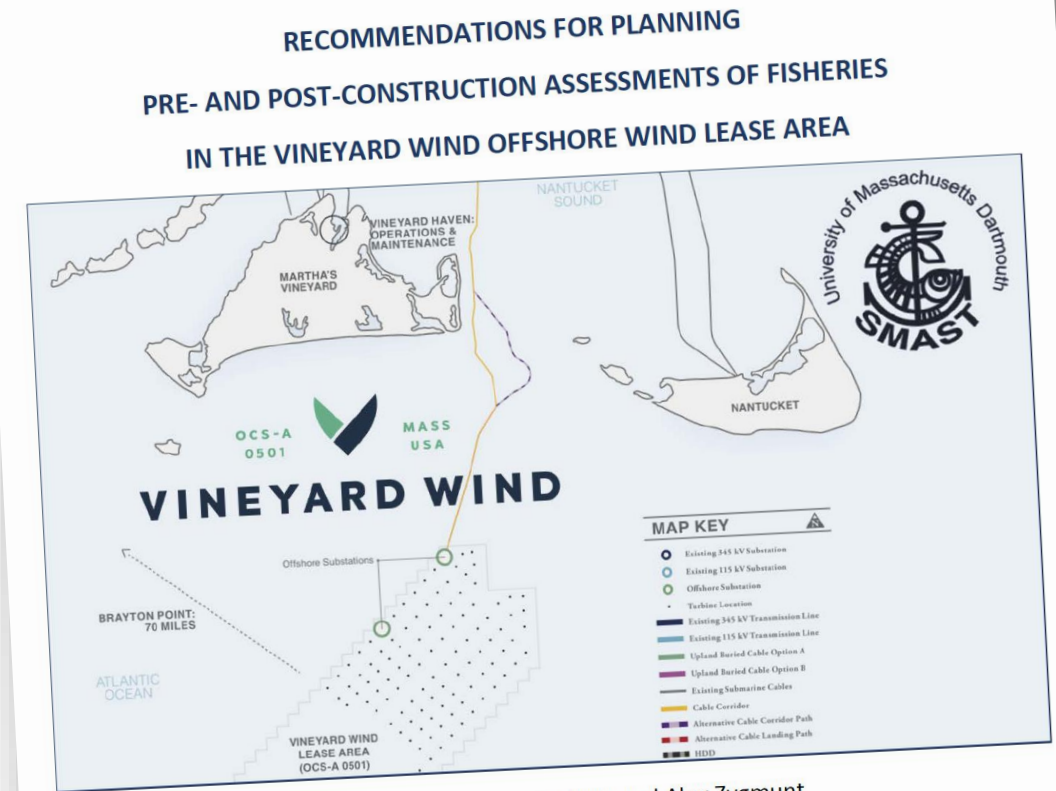 RECOMMENDATIONS FOR PLANNING
PRE- AND POST-CONSTRUCTION ASSESSMENTS OF FISHERIES
IN THE VINEYARD WIND OFFSHORE WIND LEASE AREA
NANTUCKET
SOUND
University of Massachusetts Dartmouth
SMAST
VINEYARD HAVEN:
OPERATIONS &
MAINTENANCE
MARTHA'S
VINEYARD
NANTUCKET
OCS-A
0501
MASS
USA
VINEYARD WIND
Offshore Substations
BRAYTON POINT:
70 MILES
ATLANTIC
OCEAN
VINEYARD WIND
LEASE AREA
(OCS-A 0501)
MAP KEY
N
Existing 345 kV Substation
Existing 115 kV Substation
Offshore Substation
Turbine Location
Existing 345 kV Transmission Line
Existing 115 kV Transmission Line
Upland Buried Cable Option A
Upland Buried Cable Option B
Existing Submarine Cables
Cable Corridor
Alternative Cable Corridor Path
Alternative Cable Landing Path
HDD
Zygmunt